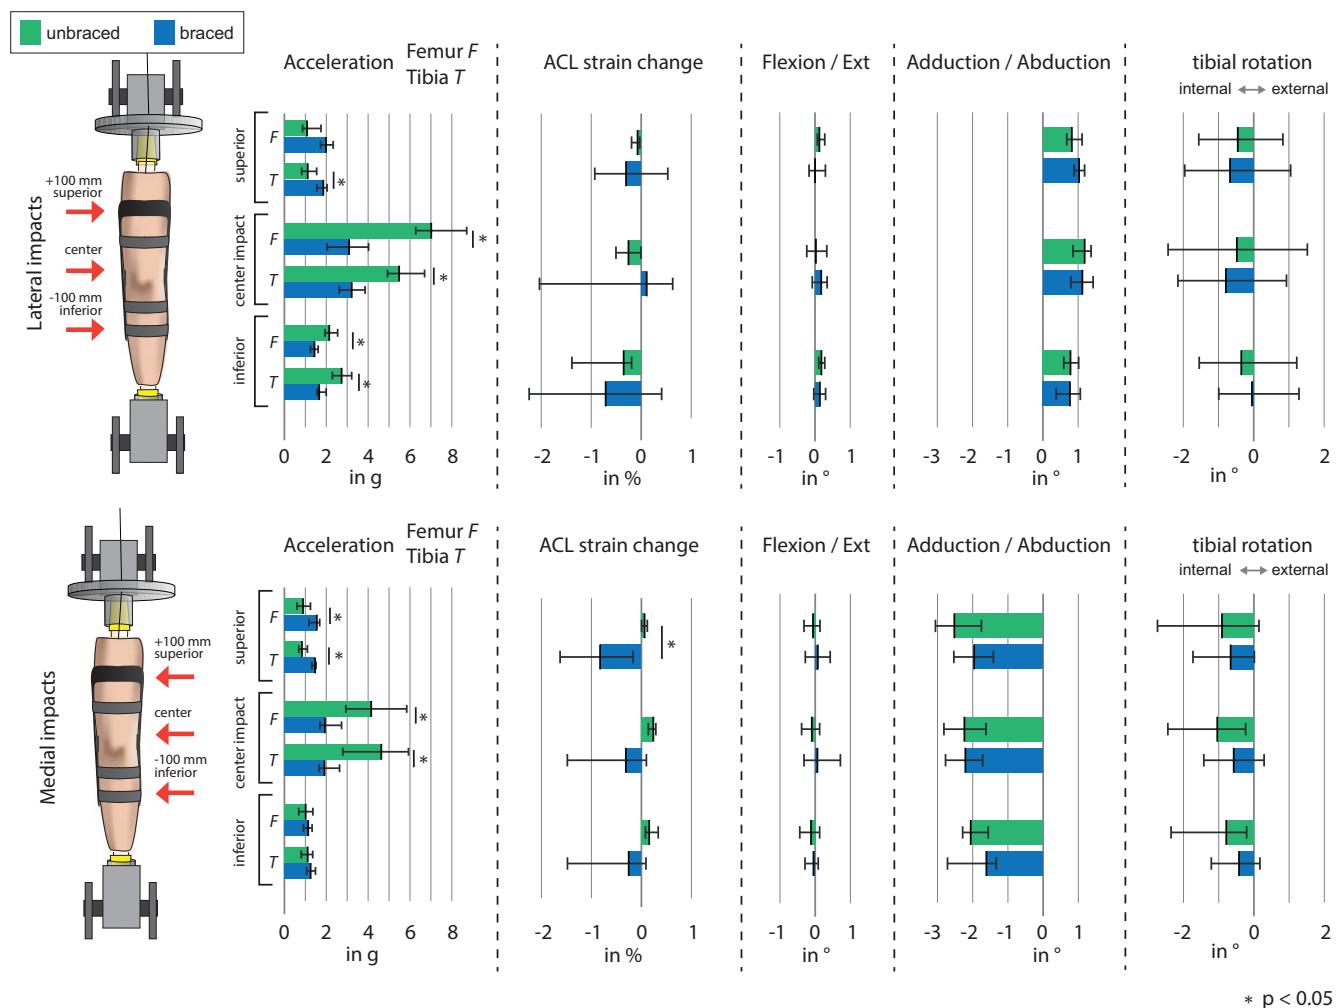 unbraced braced
Acceleration Femur F
Tibia T
ACL strain change
Flexion / Ext
Adduction / Abduction
tibial rotation
internal ↔ external
Lateral impacts
+100 mm
superior
center
-100 mm
inferior
superior
F
T
*
center impact
F
*
T
*
inferior
F
*
T
*
0 2 4 6 8
in g
-2 -1 0 1
in %
-1 0 1
in °
-3 -2 -1 0 1
in °
-2 0 2
in °
Acceleration Femur F
Tibia T
ACL strain change
Flexion / Ext
Adduction / Abduction
tibial rotation
internal ↔ external
Medial impacts
+100 mm
superior
center
-100 mm
inferior
superior
F
*
T
*
*
center impact
F
*
T
*
inferior
F
T
0 2 4 6 8
in g
-2 -1 0 1
in %
-1 0 1
in °
-3 -2 -1 0 1
in °
-2 -1 0 1 2
in °
* p < 0.05